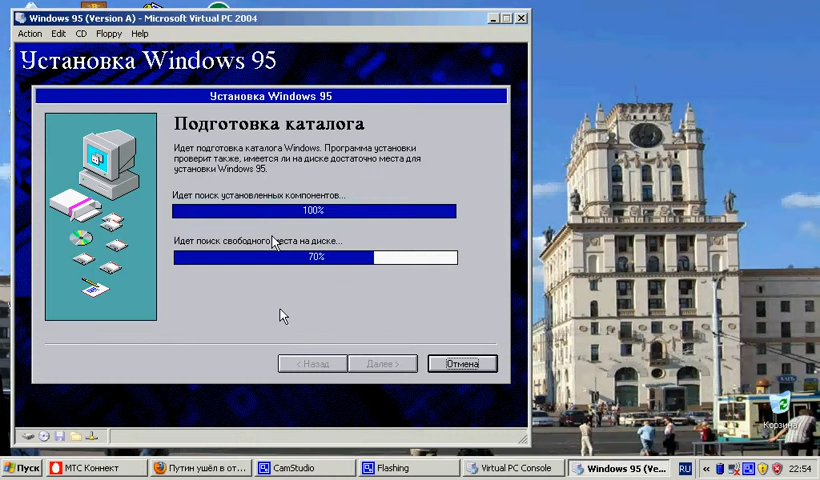 Windows 95 (Version A) - Microsoft Virtual PC 2004
Action Edit CD Floppy Help
Установка Windows 95
Установка Windows 95
Подготовка каталога
Идет подготовка каталога Windows. Программа установки
проверит также, имеется ли на диске достаточно места для
установки Windows 95.
Идет поиск установленных компонентов...
100%
Идет поиск свободного места на диске...
70%
< Назад
Далее >
Отмена
Корзина
Пуск
МТС Коннект
Путин ушёл в от...
CamStudio
Flashing
Virtual PC Console
Windows 95 (Ve...
RU
22:54